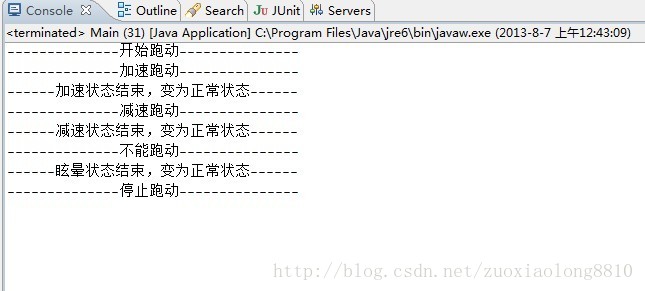 Console Outline Search JUnit Servers
<terminated> Main (31) [Java Application] C:\Program Files\Java\jre6\bin\javaw.exe (2013-8-7 上午12:43:09)
--------------开始跑动---------------
--------------加速跑动---------------
------加速状态结束，变为正常状态------
--------------减速跑动---------------
------减速状态结束，变为正常状态------
--------------不能跑动---------------
------眩晕状态结束，变为正常状态------
--------------停止跑动---------------
http://blog.csdn.net/zuoxiaolong8810